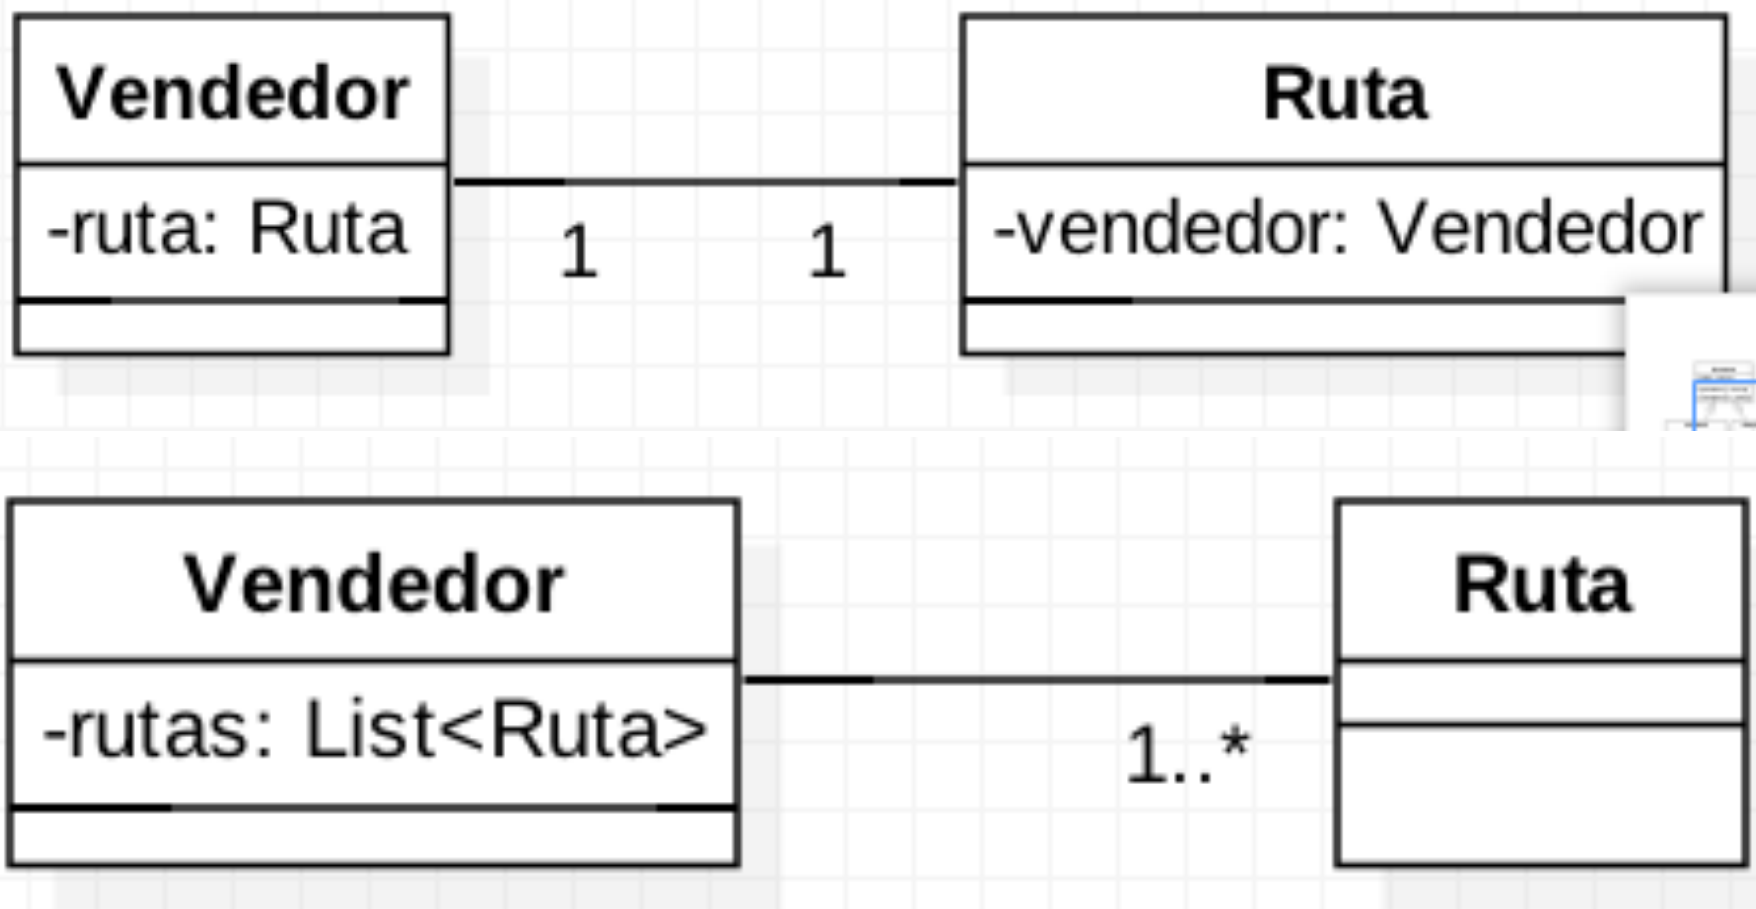 Vendedor
Ruta
-ruta: Ruta
1
1
-vendedor: Vendedor
Vendedor
Ruta
-rutas: List<Ruta>
1..*